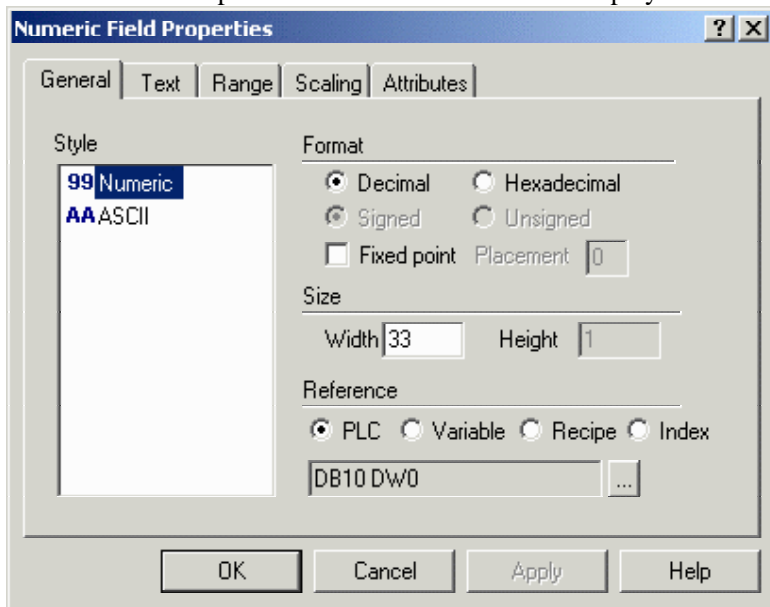 Numeric Field Properties ? X
General Text Range Scaling Attributes
Style
99 Numeric
AA ASCII
Format
Decimal Hexadecimal
Signed Unsigned
Fixed point Placement 0
Size
Width 33 Height 1
Reference
PLC Variable Recipe Index
DB10 DW0 ...
OK Cancel Apply Help